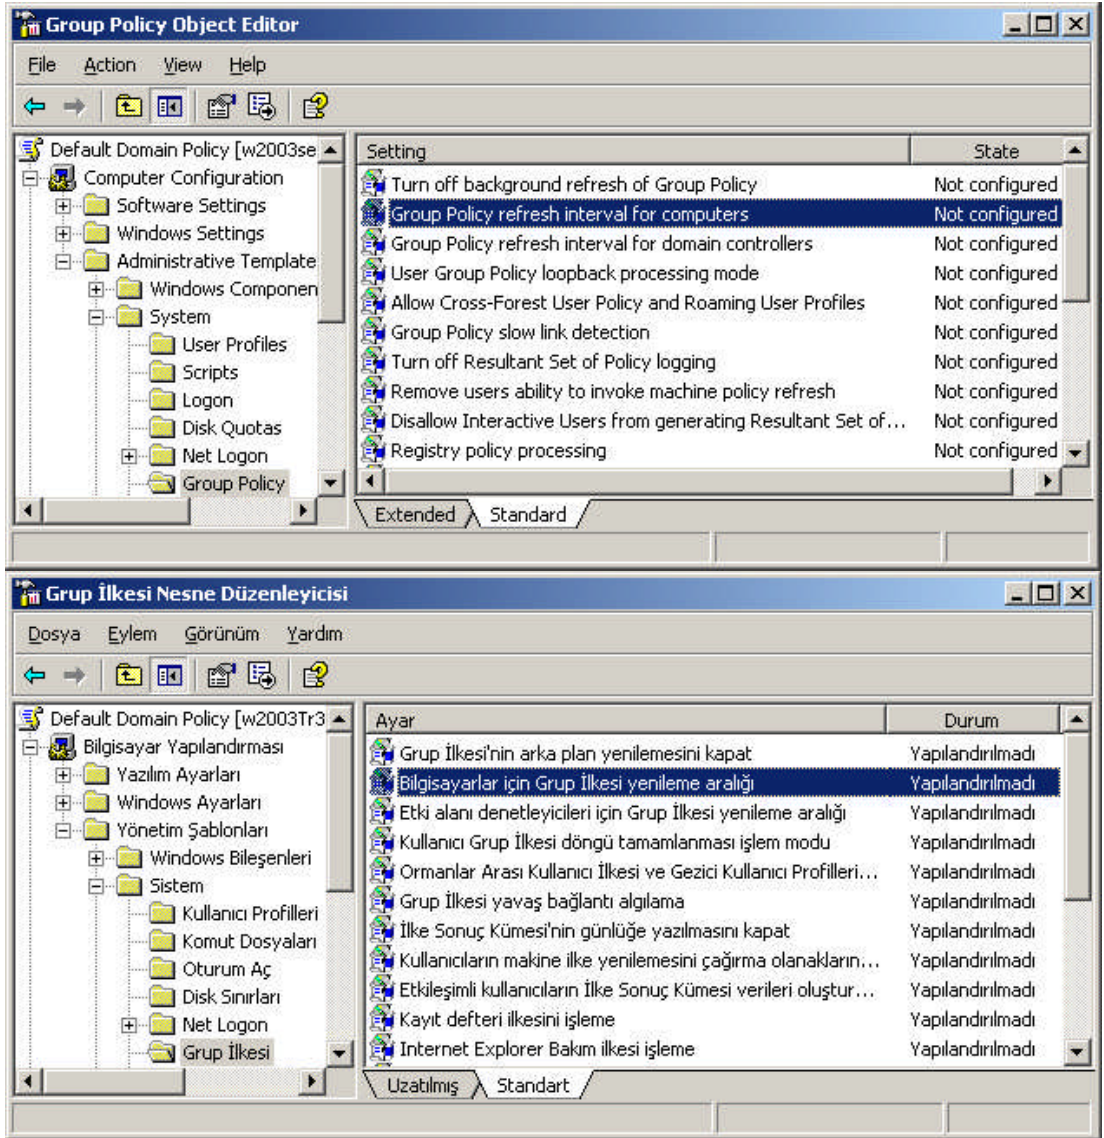 Group Policy Object Editor
File Action View Help
Default Domain Policy [w2003se
Computer Configuration
Software Settings
Windows Settings
Administrative Template
Windows Componen
System
User Profiles
Scripts
Logon
Disk Quotas
Net Logon
Group Policy
Setting State
Turn off background refresh of Group Policy Not configured
Group Policy refresh interval for computers Not configured
Group Policy refresh interval for domain controllers Not configured
User Group Policy loopback processing mode Not configured
Allow Cross-Forest User Policy and Roaming User Profiles Not configured
Group Policy slow link detection Not configured
Turn off Resultant Set of Policy logging Not configured
Remove users ability to invoke machine policy refresh Not configured
Disallow Interactive Users from generating Resultant Set of... Not configured
Registry policy processing Not configured
Extended Standard
Grup İlkesi Nesne Düzenleyicisi
Dosya Eylem Görünüm Yardım
Default Domain Policy [w2003Tr3
Bilgisayar Yapılandırması
Yazılım Ayarları
Windows Ayarları
Yönetim Şablonları
Windows Bileşenleri
Sistem
Kullanıcı Profilleri
Komut Dosyaları
Oturum Aç
Disk Sınırları
Net Logon
Grup İlkesi
Ayar Durum
Grup İlkesi'nin arka plan yenilemesini kapat Yapılandırılmadı
Bilgisayarlar için Grup İlkesi yenileme aralığı Yapılandırılmadı
Etki alanı denetleyicileri için Grup İlkesi yenileme aralığı Yapılandırılmadı
Kullanıcı Grup İlkesi döngü tamamlanması işlem modu Yapılandırılmadı
Ormanlar Arası Kullanıcı İlkesi ve Gezici Kullanıcı Profilleri... Yapılandırılmadı
Grup İlkesi yavaş bağlantı algılama Yapılandırılmadı
İlke Sonuç Kümesi'nin günlüğe yazılmasını kapat Yapılandırılmadı
Kullanıcıların makine ilke yenilemesini çağırma olanakların... Yapılandırılmadı
Etkileşimli kullanıcıların İlke Sonuç Kümesi verileri oluştur... Yapılandırılmadı
Kayıt defteri ilkesini işleme Yapılandırılmadı
Internet Explorer Bakım ilkesi işleme Yapılandırılmadı
Uzatılmış Standart